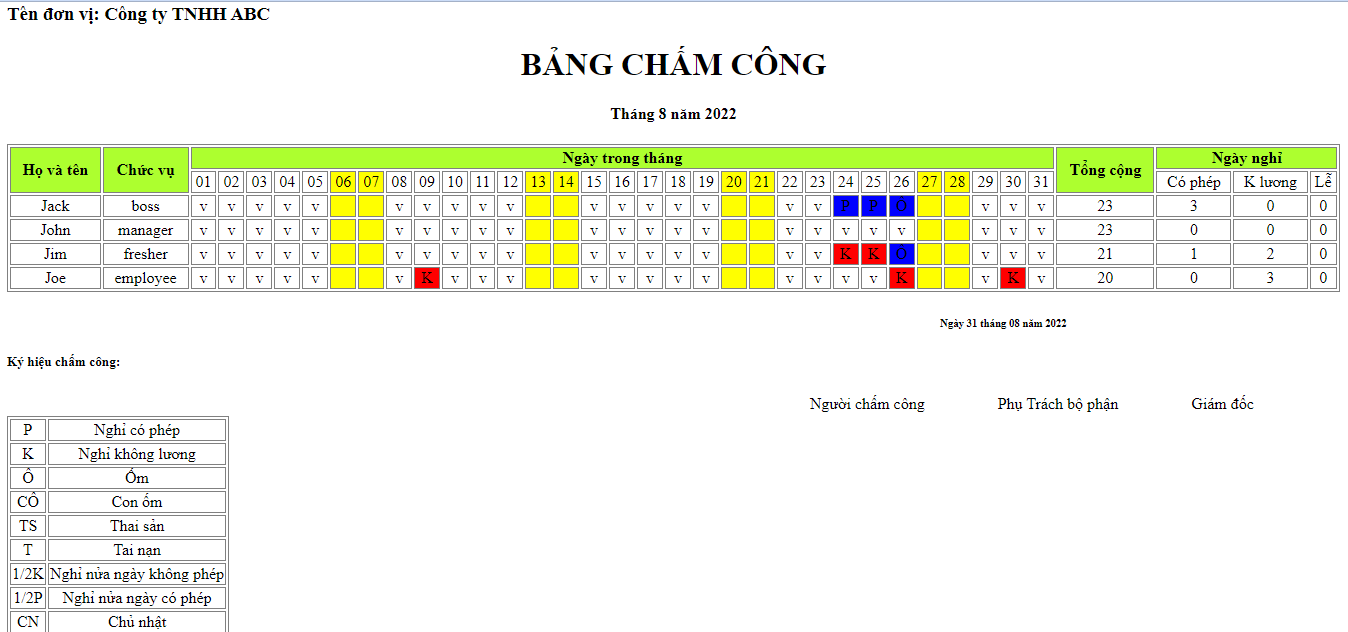 Tên đơn vị: Công ty TNHH ABC
BẢNG CHẤM CÔNG
Tháng 8 năm 2022
Họ và tên Chức vụ Ngày trong tháng Tổng cộng Ngày nghỉ
01 02 03 04 05 06 07 08 09 10 11 12 13 14 15 16 17 18 19 20 21 22 23 24 25 26 27 28 29 30 31 Có phép K lương Lễ
Jack boss v v v v v v v v v v v v v v v v v P P Ô v v v 23 3 0 0
John manager v v v v v v v v v v v v v v v v v v v v v v v 23 0 0 0
Jim fresher v v v v v v v v v v v v v v v v v K K Ô v v v 21 1 2 0
Joe employee v v v v v v K v v v v v v v v v v v v K v K v 20 0 3 0
Ngày 31 tháng 08 năm 2022
Ký hiệu chấm công:
Người chấm công Phụ Trách bộ phận Giám đốc
P Nghỉ có phép
K Nghỉ không lương
Ô Ốm
CÔ Con ốm
TS Thai sản
T Tai nạn
1/2K Nghỉ nửa ngày không phép
1/2P Nghỉ nửa ngày có phép
CN Chủ nhật